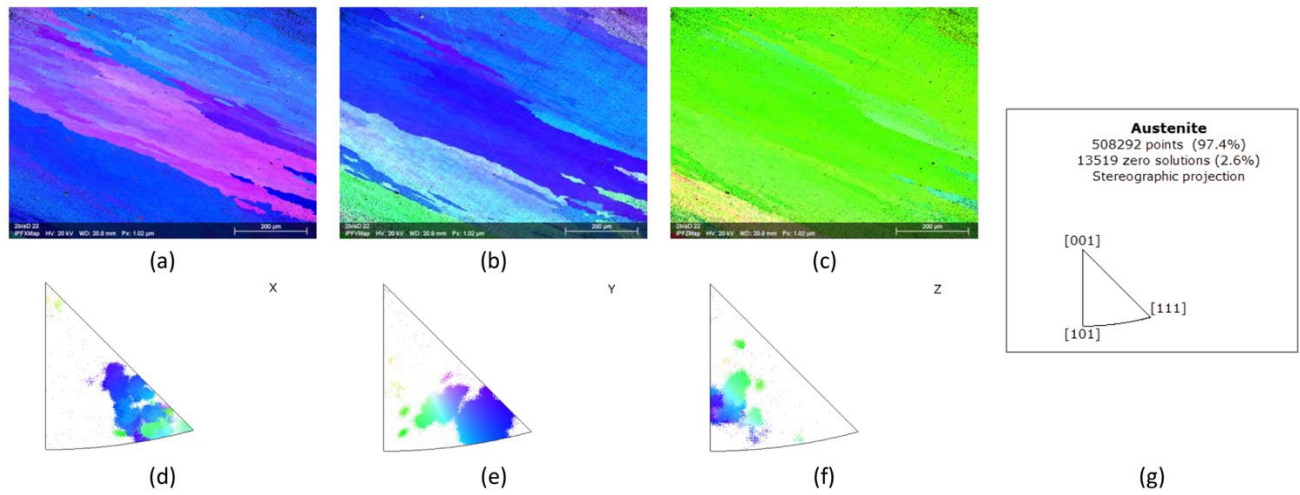 2bisD 22
IPFXMap HV: 20 kV WD: 20.9 mm Px: 1.02 µm
200 µm
2bisD 22
IPFYMap HV: 20 kV WD: 20.9 mm Px: 1.02 µm
200 µm
2bisD 22
IPFZMap HV: 20 kV WD: 20.9 mm Px: 1.02 µm
200 µm
(a)
(b)
(c)
X
Y
Z
(d)
(e)
(f)
Austenite
508292 points (97.4%)
13519 zero solutions (2.6%)
Stereographic projection
[001]
[111]
[101]
(g)